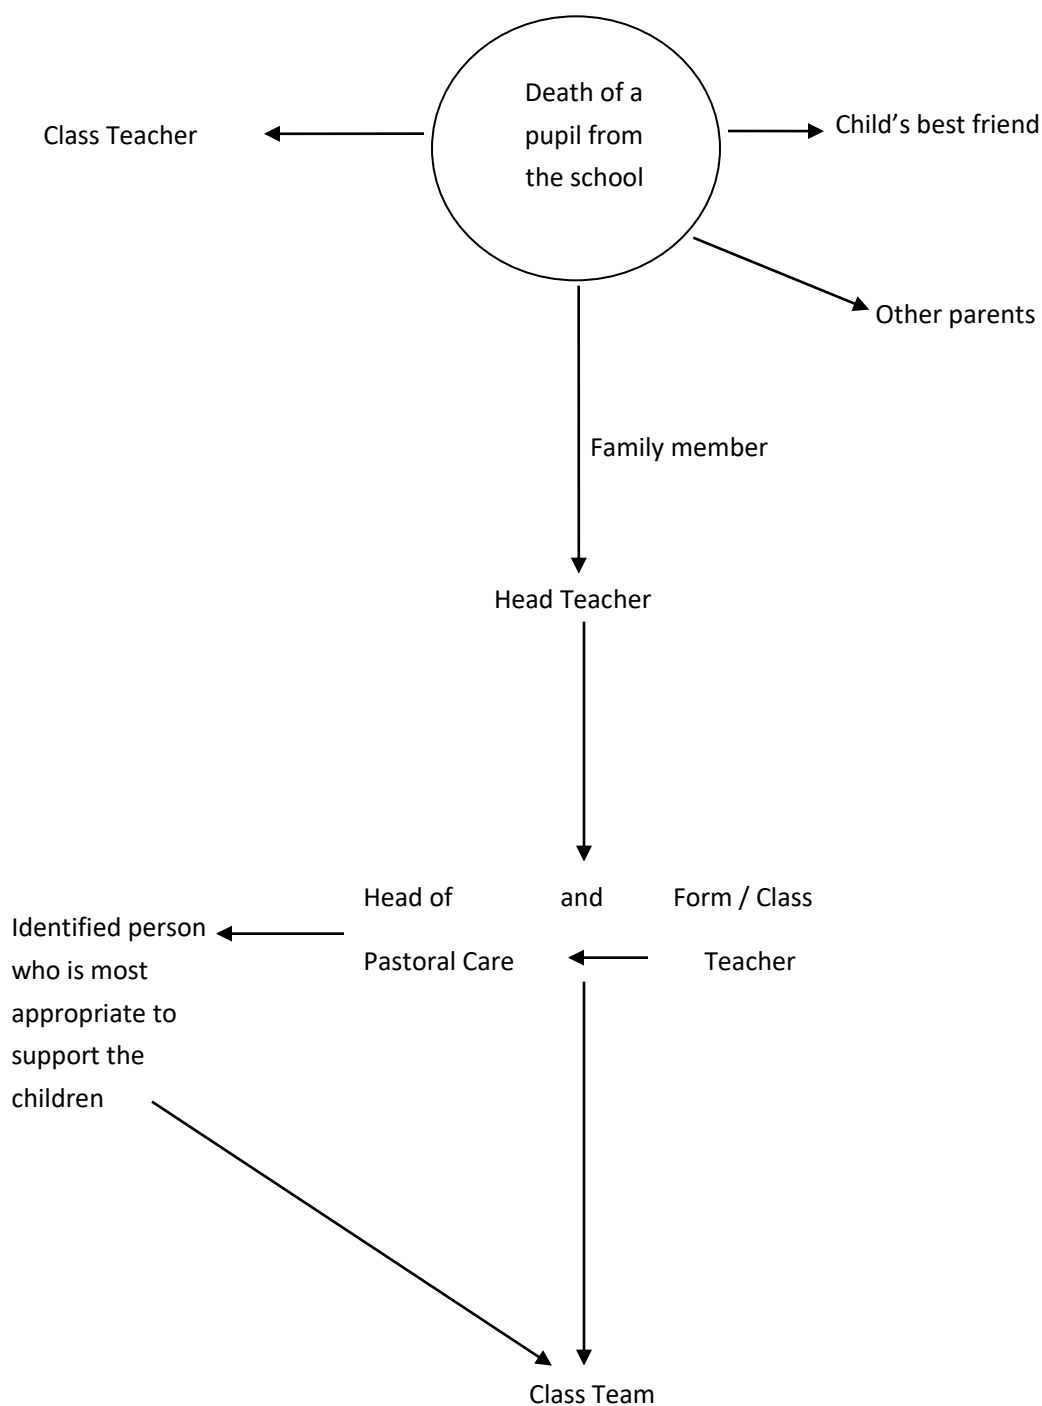 Death of a
pupil from
the school
Class Teacher
Child’s best friend
Other parents
Family member
Head Teacher
Head of and Form / Class
Pastoral Care Teacher
Identified person
who is most
appropriate to
support the
children
Class Team